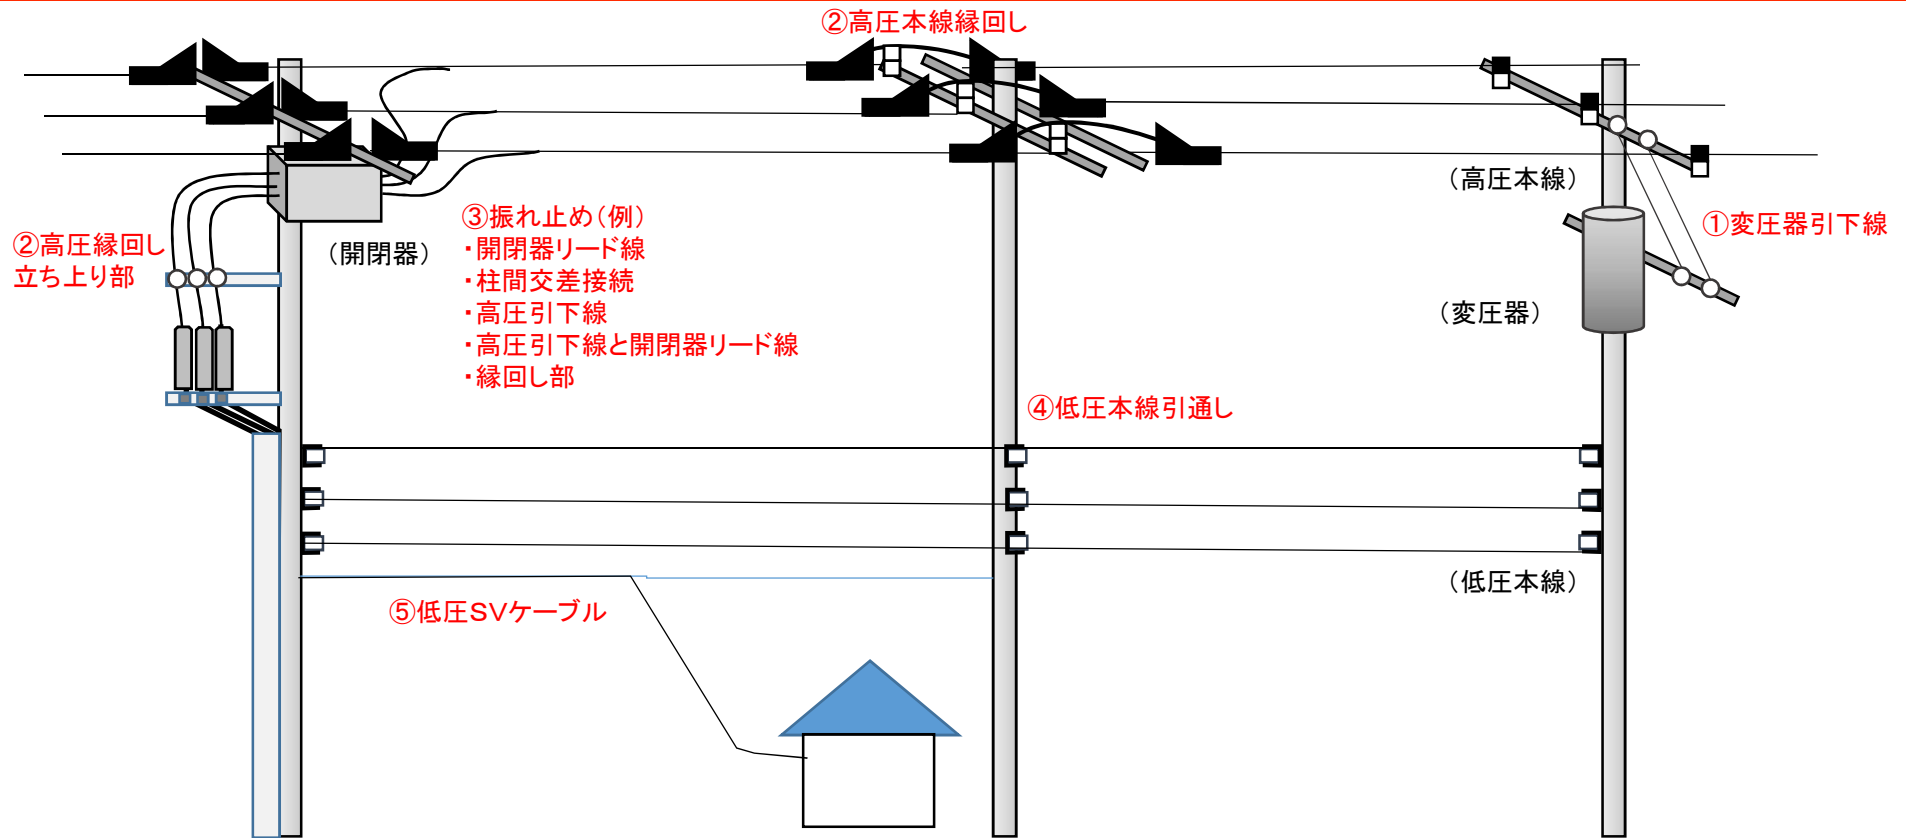 ②高圧本線縁回し
(高圧本線)
①変圧器引下線
③振れ止め(例)
・開閉器リード線
・柱間交差接続
・高圧引下線
・高圧引下線と開閉器リード線
・縁回し部
②高圧縁回し
立ち上り部
(開閉器)
(変圧器)
④低圧本線引通し
(低圧本線)
⑤低圧SVケーブル